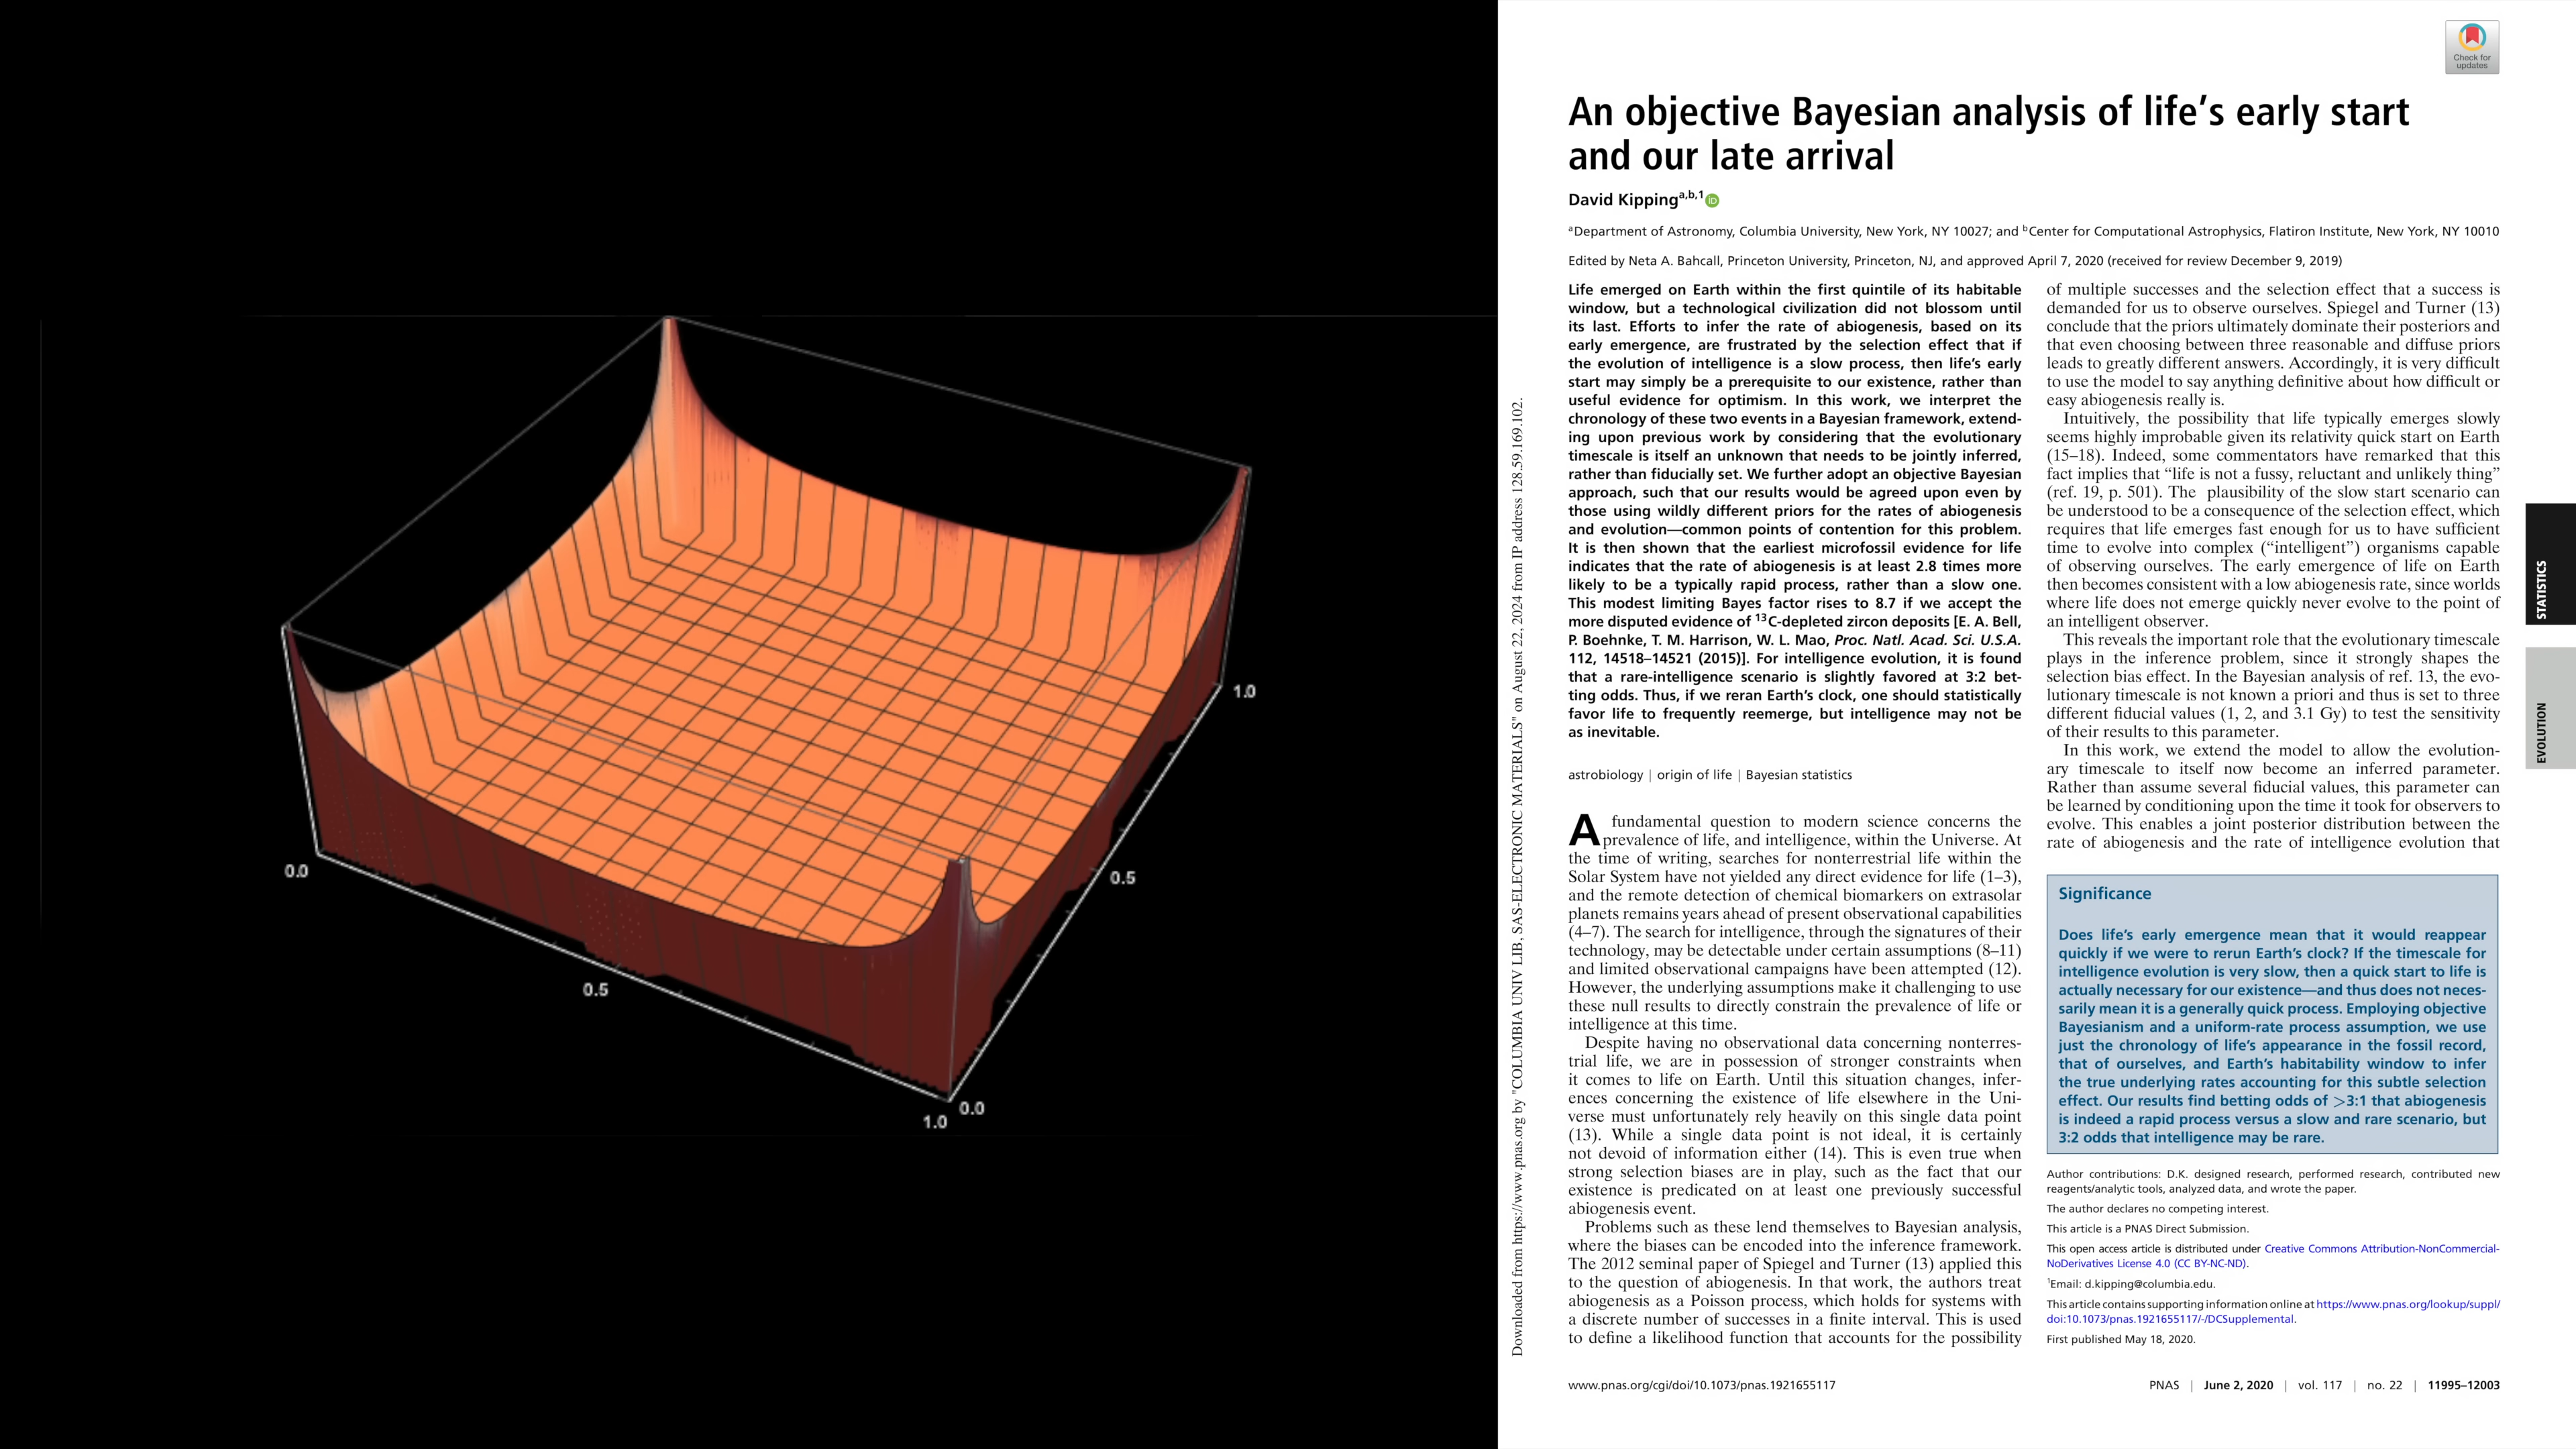 1.0
0.5
0.0
0.5
1.0
0.0
Check for
updates
An objective Bayesian analysis of life's early start
and our late arrival
David Kipping a,b,1 iD
aDepartment of Astronomy, Columbia University, New York, NY 10027; and bCenter for Computational Astrophysics, Flatiron Institute, New York, NY 10010
Edited by Neta A. Bahcall, Princeton University, Princeton, NJ, and approved April 7, 2020 (received for review December 9, 2019)
Life emerged on Earth within the first quintile of its habitable
window, but a technological civilization did not blossom until
its last. Efforts to infer the rate of abiogenesis, based on its
early emergence, are frustrated by the selection effect that if
the evolution of intelligence is a slow process, then life's early
start may simply be a prerequisite to our existence, rather than
useful evidence for optimism. In this work, we interpret the
chronology of these two events in a Bayesian framework, extend-
ing upon previous work by considering that the evolutionary
timescale is itself an unknown that needs to be jointly inferred,
rather than fiducially set. We further adopt an objective Bayesian
approach, such that our results would be agreed upon even by
those using wildly different priors for the rates of abiogenesis
and evolution—common points of contention for this problem.
It is then shown that the earliest microfossil evidence for life
indicates that the rate of abiogenesis is at least 2.8 times more
likely to be a typically rapid process, rather than a slow one.
This modest limiting Bayes factor rises to 8.7 if we accept the
more disputed evidence of 13C-depleted zircon deposits [E. A. Bell,
P. Boehnke, T. M. Harrison, W. L. Mao, Proc. Natl. Acad. Sci. U.S.A.
112, 14518–14521 (2015)]. For intelligence evolution, it is found
that a rare-intelligence scenario is slightly favored at 3:2 bet-
ting odds. Thus, if we reran Earth's clock, one should statistically
favor life to frequently reemerge, but intelligence may not be
as inevitable.
astrobiology | origin of life | Bayesian statistics
A fundamental question to modern science concerns the
prevalence of life, and intelligence, within the Universe. At
the time of writing, searches for nonterrestrial life within the
Solar System have not yielded any direct evidence for life (1–3),
and the remote detection of chemical biomarkers on extrasolar
planets remains years ahead of present observational capabilities
(4–7). The search for intelligence, through the signatures of their
technology, may be detectable under certain assumptions (8–11)
and limited observational campaigns have been attempted (12).
However, the underlying assumptions make it challenging to use
these null results to directly constrain the prevalence of life or
intelligence at this time.
Despite having no observational data concerning nonterres-
trial life, we are in possession of stronger constraints when
it comes to life on Earth. Until this situation changes, infer-
ences concerning the existence of life elsewhere in the Uni-
verse must unfortunately rely heavily on this single data point
(13). While a single data point is not ideal, it is certainly
not devoid of information either (14). This is even true when
strong selection biases are in play, such as the fact that our
existence is predicated on at least one previously successful
abiogenesis event.
Problems such as these lend themselves to Bayesian analysis,
where the biases can be encoded into the inference framework.
The 2012 seminal paper of Spiegel and Turner (13) applied this
to the question of abiogenesis. In that work, the authors treat
abiogenesis as a Poisson process, which holds for systems with
a discrete number of successes in a finite interval. This is used
to define a likelihood function that accounts for the possibility
of multiple successes and the selection effect that a success is
demanded for us to observe ourselves. Spiegel and Turner (13)
conclude that the priors ultimately dominate their posteriors and
that even choosing between three reasonable and diffuse priors
leads to greatly different answers. Accordingly, it is very difficult
to use the model to say anything definitive about how difficult or
easy abiogenesis really is.
Intuitively, the possibility that life typically emerges slowly
seems highly improbable given its relativity quick start on Earth
(15–18). Indeed, some commentators have remarked that this
fact implies that “life is not a fussy, reluctant and unlikely thing”
(ref. 19, p. 501). The plausibility of the slow start scenario can
be understood to be a consequence of the selection effect, which
requires that life emerges fast enough for us to have sufficient
time to evolve into complex (“intelligent”) organisms capable
of observing ourselves. The early emergence of life on Earth
then becomes consistent with a low abiogenesis rate, since worlds
where life does not emerge quickly never evolve to the point of
an intelligent observer.
This reveals the important role that the evolutionary timescale
plays in the inference problem, since it strongly shapes the
selection bias effect. In the Bayesian analysis of ref. 13, the evo-
lutionary timescale is not known a priori and thus is set to three
different fiducial values (1, 2, and 3.1 Gy) to test the sensitivity
of their results to this parameter.
In this work, we extend the model to allow the evolution-
ary timescale to itself now become an inferred parameter.
Rather than assume several fiducial values, this parameter can
be learned by conditioning upon the time it took for observers to
evolve. This enables a joint posterior distribution between the
rate of abiogenesis and the rate of intelligence evolution that
Significance
Does life's early emergence mean that it would reappear
quickly if we were to rerun Earth's clock? If the timescale for
intelligence evolution is very slow, then a quick start to life is
actually necessary for our existence—and thus does not neces-
sarily mean it is a generally quick process. Employing objective
Bayesianism and a uniform-rate process assumption, we use
just the chronology of life's appearance in the fossil record,
that of ourselves, and Earth's habitability window to infer
the true underlying rates accounting for this subtle selection
effect. Our results find betting odds of >3:1 that abiogenesis
is indeed a rapid process versus a slow and rare scenario, but
3:2 odds that intelligence may be rare.
Author contributions: D.K. designed research, performed research, contributed new
reagents/analytic tools, analyzed data, and wrote the paper.
The author declares no competing interest.
This article is a PNAS Direct Submission.
This open access article is distributed under Creative Commons Attribution-NonCommercial-
NoDerivatives License 4.0 (CC BY-NC-ND).
1Email: d.kipping@columbia.edu.
This article contains supporting information online at https://www.pnas.org/lookup/suppl/
doi:10.1073/pnas.1921655117/-/DCSupplemental.
First published May 18, 2020.
www.pnas.org/cgi/doi/10.1073/pnas.1921655117
PNAS | June 2, 2020 | vol. 117 | no. 22 | 11995–12003
Downloaded from https://www.pnas.org by "COLUMBIA UNIV LIB, SAS-ELECTRONIC MATERIALS" on August 22, 2024 from IP address 128.59.169.102.
STATISTICS
EVOLUTION